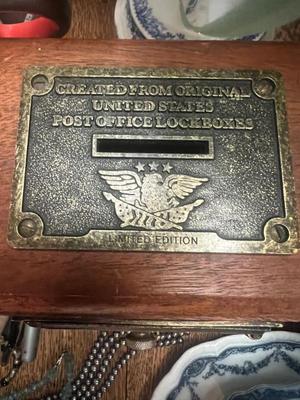 CREATED FROM ORIGINAL
UNITED STATES
POST OFFICE LOCKBOXES
LIMITED EDITION